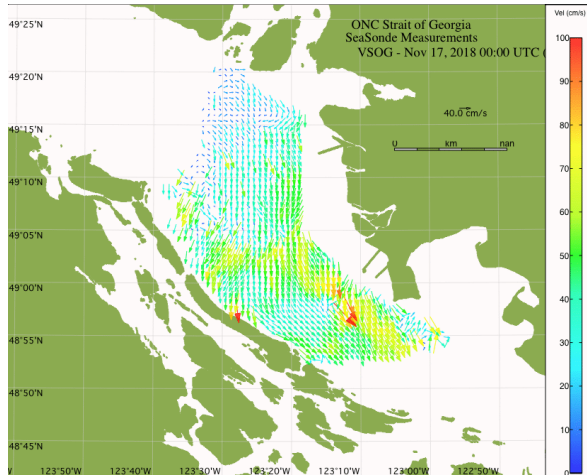 Vel (cm/s)
49°25'N
ONC Strait of Georgia
SeaSonde Measurements
VSOG - Nov 17, 2018 00:00 UTC (
100
49°20'N
90
40.0 cm/s
80
49°15'N
0 km nan
70
49°10'N
60
49°05'N
50
49°00'N
40
48°55'N
30
48°50'N
20
10
48°45'N
0
123°50'W 123°40'W 123°30'W 123°20'W 123°10'W 123°00'W 122°50'W